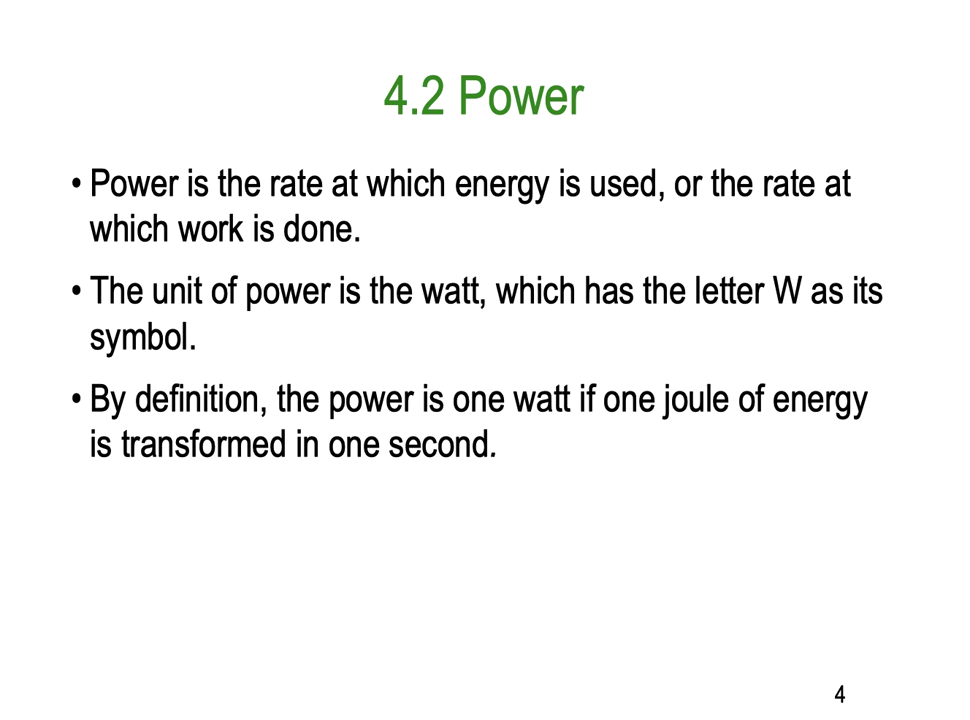 4.2 Power
• Power is the rate at which energy is used, or the rate at
which work is done.
• The unit of power is the watt, which has the letter W as its
symbol.
• By definition, the power is one watt if one joule of energy
is transformed in one second.
4